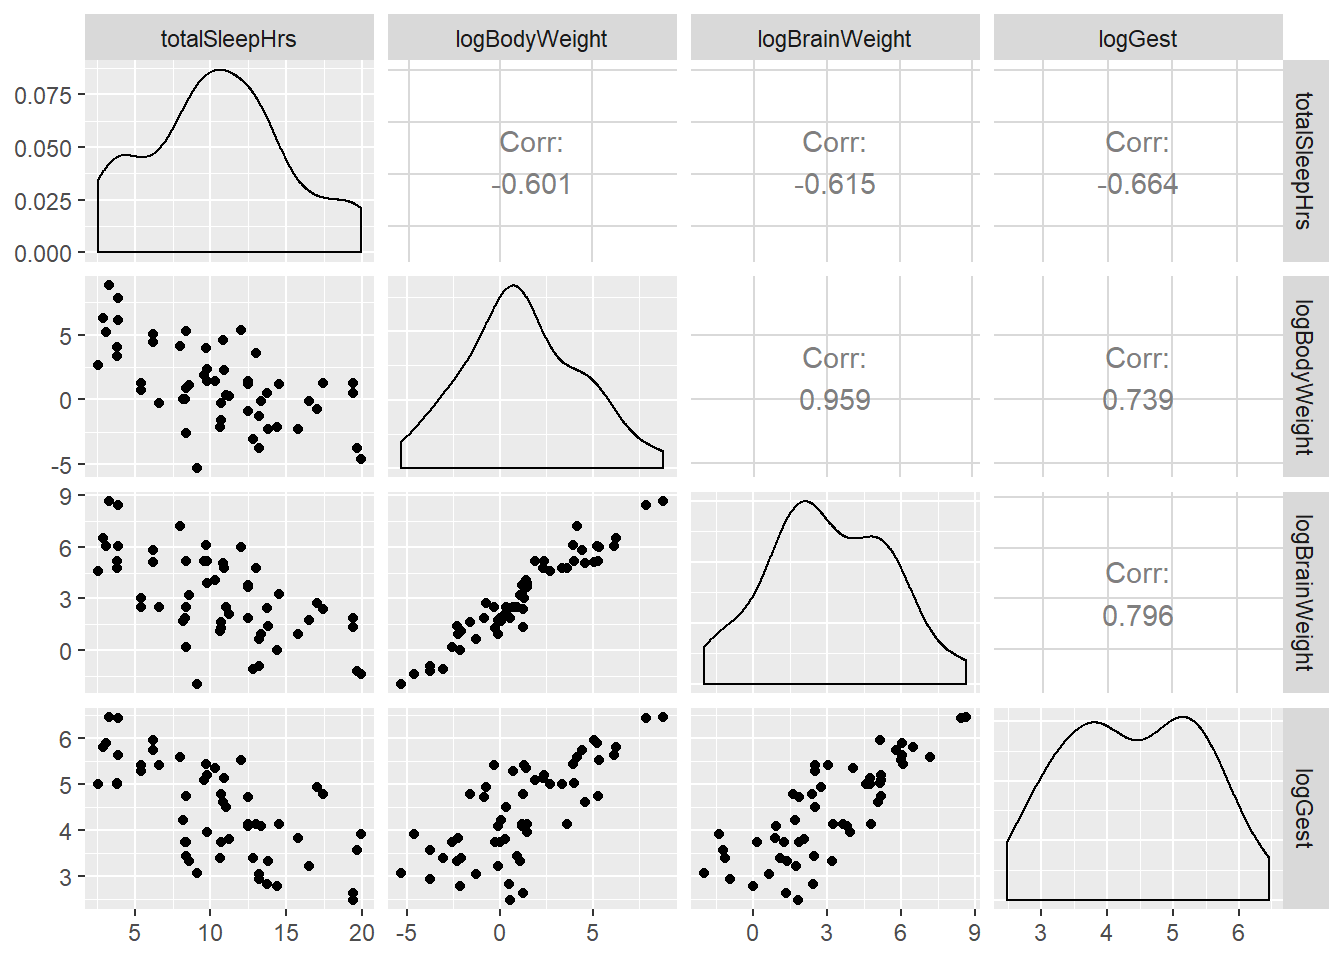 totalSleepHrs
logBodyWeight
logBrainWeight
logGest
0.075
0.050
0.025
0.000
Corr:
-0.601
Corr:
-0.615
Corr:
-0.664
totalSleepHrs
5
0
-5
Corr:
0.959
Corr:
0.739
logBodyWeight
9
6
3
0
Corr:
0.796
logBrainWeight
6
5
4
3
logGest
5 10 15 20
-5 0 5
0 3 6 9
3 4 5 6